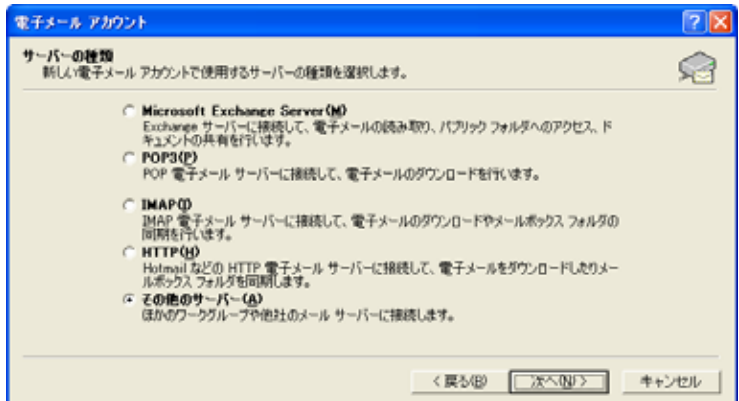 電子メール アカウント
サーバーの種類
新しい電子メール アカウントで使用するサーバーの種類を選択します。
Microsoft Exchange Server(M)
Exchange サーバーに接続して、電子メールの読み取り、パブリック フォルダへのアクセス、ド
キュメントの共有を行います。
POP3(P)
POP 電子メール サーバーに接続して、電子メールのダウンロードを行います。
IMAP(I)
IMAP 電子メール サーバーに接続して、電子メールのダウンロードやメールボックス フォルダの
同期を行います。
HTTP(H)
Hotmail などの HTTP 電子メール サーバーに接続して、電子メールをダウンロードしたりメー
ルボックス フォルダを同期します。
その他のサーバー(A)
ほかのワークグループや他社のメール サーバーに接続します。
< 戻る(B) 次へ(N) > キャンセル